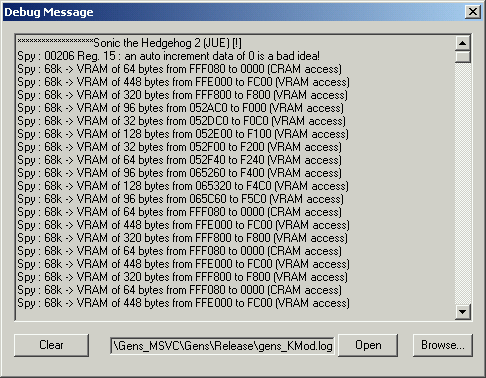 Debug Message
*******************Sonic the Hedgehog 2 (JUE) [!]
Spy : 00206 Reg. 15 : an auto increment data of 0 is a bad idea!
Spy : 68k -> VRAM of 64 bytes from FFF080 to 0000 (CRAM access)
Spy : 68k -> VRAM of 448 bytes from FFE000 to FC00 (VRAM access)
Spy : 68k -> VRAM of 320 bytes from FFF800 to F800 (VRAM access)
Spy : 68k -> VRAM of 96 bytes from 052AC0 to F000 (VRAM access)
Spy : 68k -> VRAM of 32 bytes from 052DC0 to F0C0 (VRAM access)
Spy : 68k -> VRAM of 128 bytes from 052E00 to F100 (VRAM access)
Spy : 68k -> VRAM of 32 bytes from 052F00 to F200 (VRAM access)
Spy : 68k -> VRAM of 64 bytes from 052F40 to F240 (VRAM access)
Spy : 68k -> VRAM of 96 bytes from 065260 to F400 (VRAM access)
Spy : 68k -> VRAM of 128 bytes from 065320 to F4C0 (VRAM access)
Spy : 68k -> VRAM of 96 bytes from 065C60 to F5C0 (VRAM access)
Spy : 68k -> VRAM of 64 bytes from FFF080 to 0000 (CRAM access)
Spy : 68k -> VRAM of 448 bytes from FFE000 to FC00 (VRAM access)
Spy : 68k -> VRAM of 320 bytes from FFF800 to F800 (VRAM access)
Spy : 68k -> VRAM of 64 bytes from FFF080 to 0000 (CRAM access)
Spy : 68k -> VRAM of 448 bytes from FFE000 to FC00 (VRAM access)
Spy : 68k -> VRAM of 320 bytes from FFF800 to F800 (VRAM access)
Spy : 68k -> VRAM of 64 bytes from FFF080 to 0000 (CRAM access)
Spy : 68k -> VRAM of 448 bytes from FFE000 to FC00 (VRAM access)
Clear
\Gens_MSVC\Gens\Release\gens_KMod.log
Open
Browse...